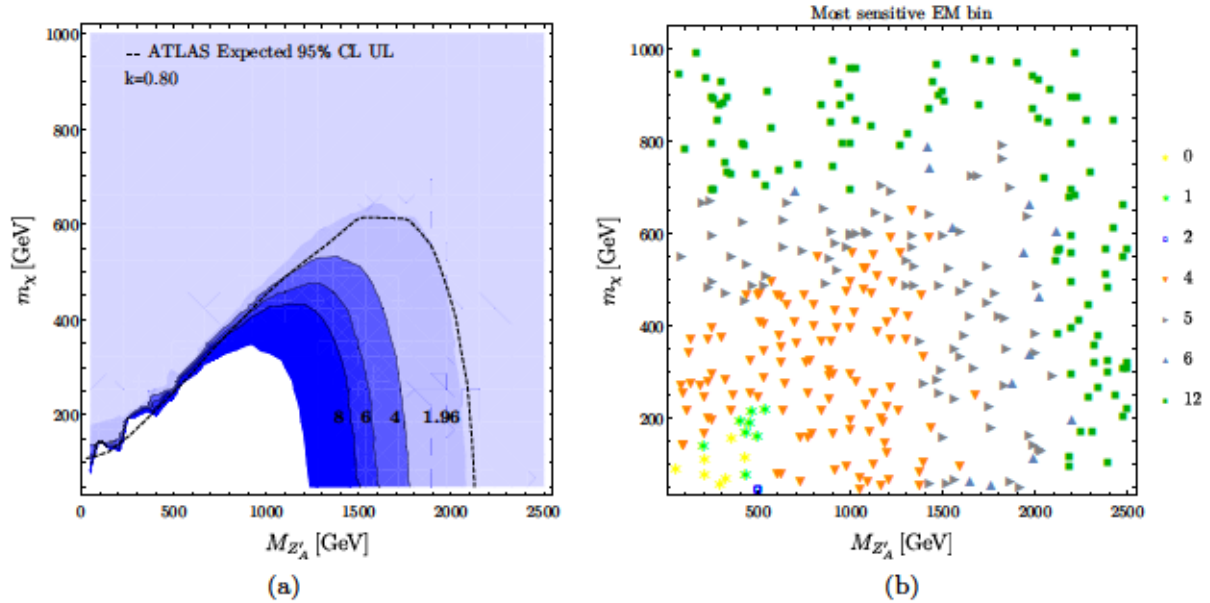 -- ATLAS Expected 95% CL UL
k=0.80
1000
800
600
400
200
mχ [GeV]
8 6 4 1.96
0 500 1000 1500 2000 2500
M_{Z'_A} [GeV]
(a)
Most sensitive EM bin
1000
800
600
400
200
mχ [GeV]
500 1000 1500 2000 2500
M_{Z'_A} [GeV]
0
1
2
4
5
6
12
(b)